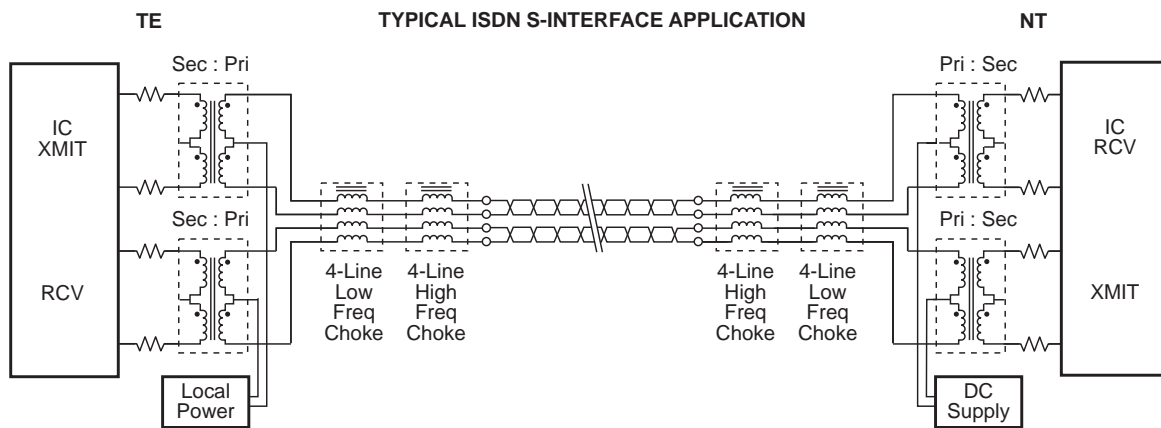 TE
TYPICAL ISDN S-INTERFACE APPLICATION
NT
Sec : Pri
Pri : Sec
IC
XMIT
IC
RCV
Sec : Pri
Pri : Sec
RCV
XMIT
4-Line
Low
Freq
Choke
4-Line
High
Freq
Choke
4-Line
High
Freq
Choke
4-Line
Low
Freq
Choke
Local
Power
DC
Supply